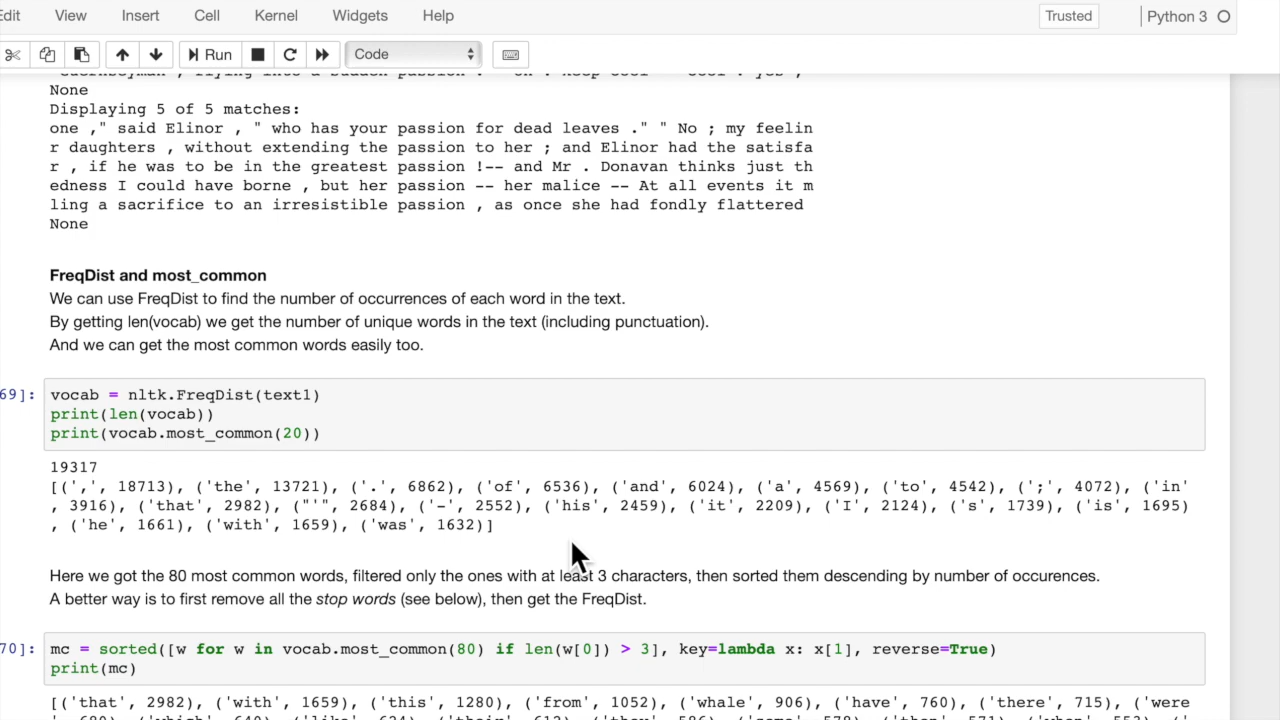 Edit View Insert Cell Kernel Widgets Help Trusted Python 3
Run Code
None
Displaying 5 of 5 matches:
one ," said Elinor , " who has your passion for dead leaves ." " No ; my feelin
r daughters , without extending the passion to her ; and Elinor had the satisfa
r , if he was to be in the greatest passion !-- and Mr . Donavan thinks just th
edness I could have borne , but her passion -- her malice -- At all events it m
ling a sacrifice to an irresistible passion , as once she had fondly flattered
None
FreqDist and most_common
We can use FreqDist to find the number of occurrences of each word in the text.
By getting len(vocab) we get the number of unique words in the text (including punctuation).
And we can get the most common words easily too.
69]: vocab = nltk.FreqDist(text1)
print(len(vocab))
print(vocab.most_common(20))
19317
[(',', 18713), ('the', 13721), ('.', 6862), ('of', 6536), ('and', 6024), ('a', 4569), ('to', 4542), (';', 4072), ('in'
, 3916), ('that', 2982), ("'", 2684), ('-', 2552), ('his', 2459), ('it', 2209), ('I', 2124), ('s', 1739), ('is', 1695)
, ('he', 1661), ('with', 1659), ('was', 1632)]
Here we got the 80 most common words, filtered only the ones with at least 3 characters, then sorted them descending by number of occurences.
A better way is to first remove all the stop words (see below), then get the FreqDist.
70]: mc = sorted([w for w in vocab.most_common(80) if len(w[0]) > 3], key=lambda x: x[1], reverse=True)
print(mc)
[('that', 2982), ('with', 1659), ('this', 1280), ('from', 1052), ('whale', 906), ('have', 760), ('there', 715), ('were